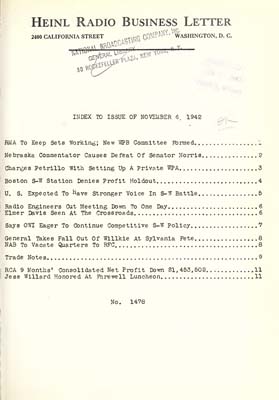 HEINL RADIO BUSINESS LETTER
2400 CALIFORNIA STREET WASHINGTON, D. C.
NATIONAL BROADCASTING COMPANY, INC.
GENERAL LIBRARY
30 ROCKEFELLER PLAZA, NEW YORK, N. Y.
INDEX TO ISSUE OF NOVEMBER 6, 1942
RMA To Keep Sets Working; New WPB Committee Formed..............1
Nebraska Commentator Causes Defeat Of Senator Norris............2
Charges Petrillo With Setting Up A Private WPA..................3
Boston S-W Station Denies Profit Holdout........................4
U. S. Expected To Have Stronger Voice In S-W Battle.............5
Radio Engineers Cut Meeting Down To One Day.....................6
Elmer Davis Seen At The Crossroads..............................6
Says OWI Eager To Continue Competitive S-W Policy...............7
General Takes Fall Out Of Willkie At Sylvania Fete..............8
NAB To Vacate Quarters To RFC...................................8
Trade Notes.....................................................9
RCA 9 Months' Consolidated Net Profit Down $1,453,802..........11
Jess Willard Honored At Farewell Luncheon......................11
No. 1476